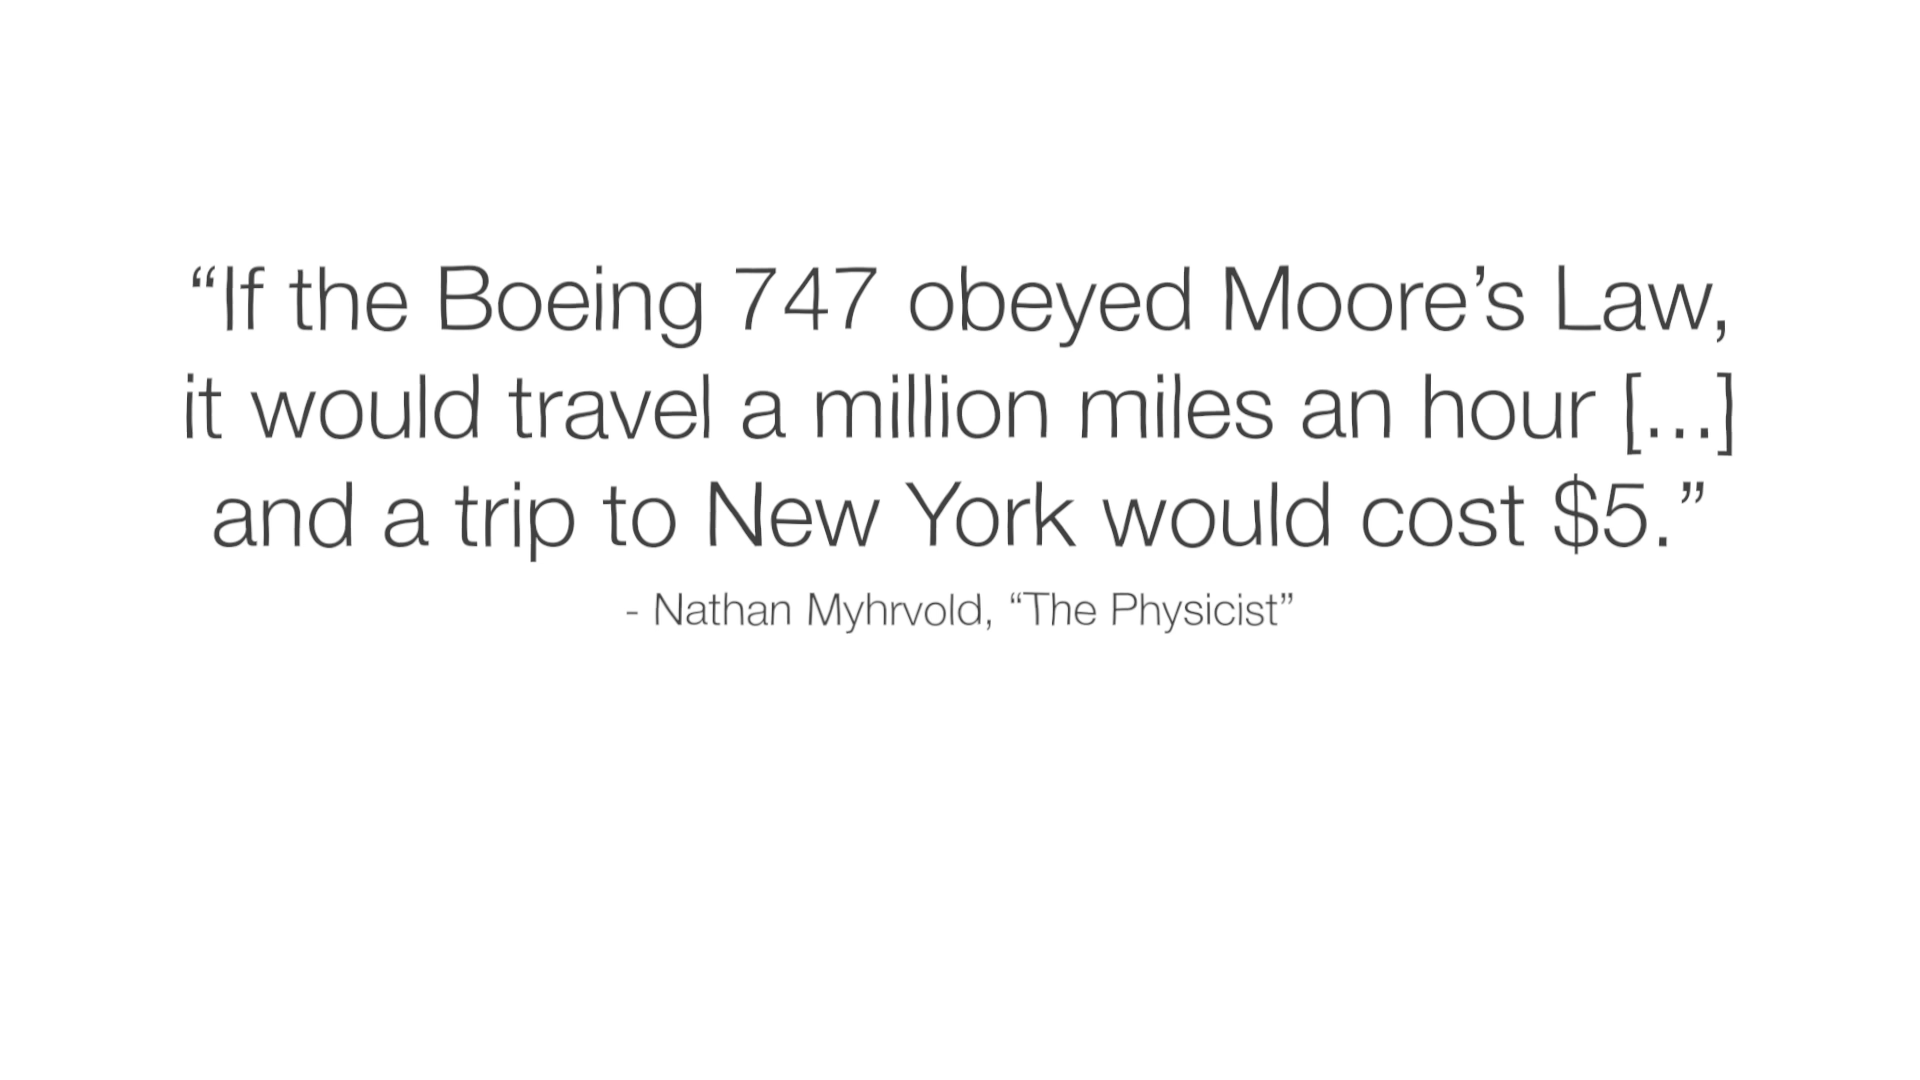 “If the Boeing 747 obeyed Moore’s Law,
it would travel a million miles an hour [...]
and a trip to New York would cost $5.”
- Nathan Myhrvold, “The Physicist”